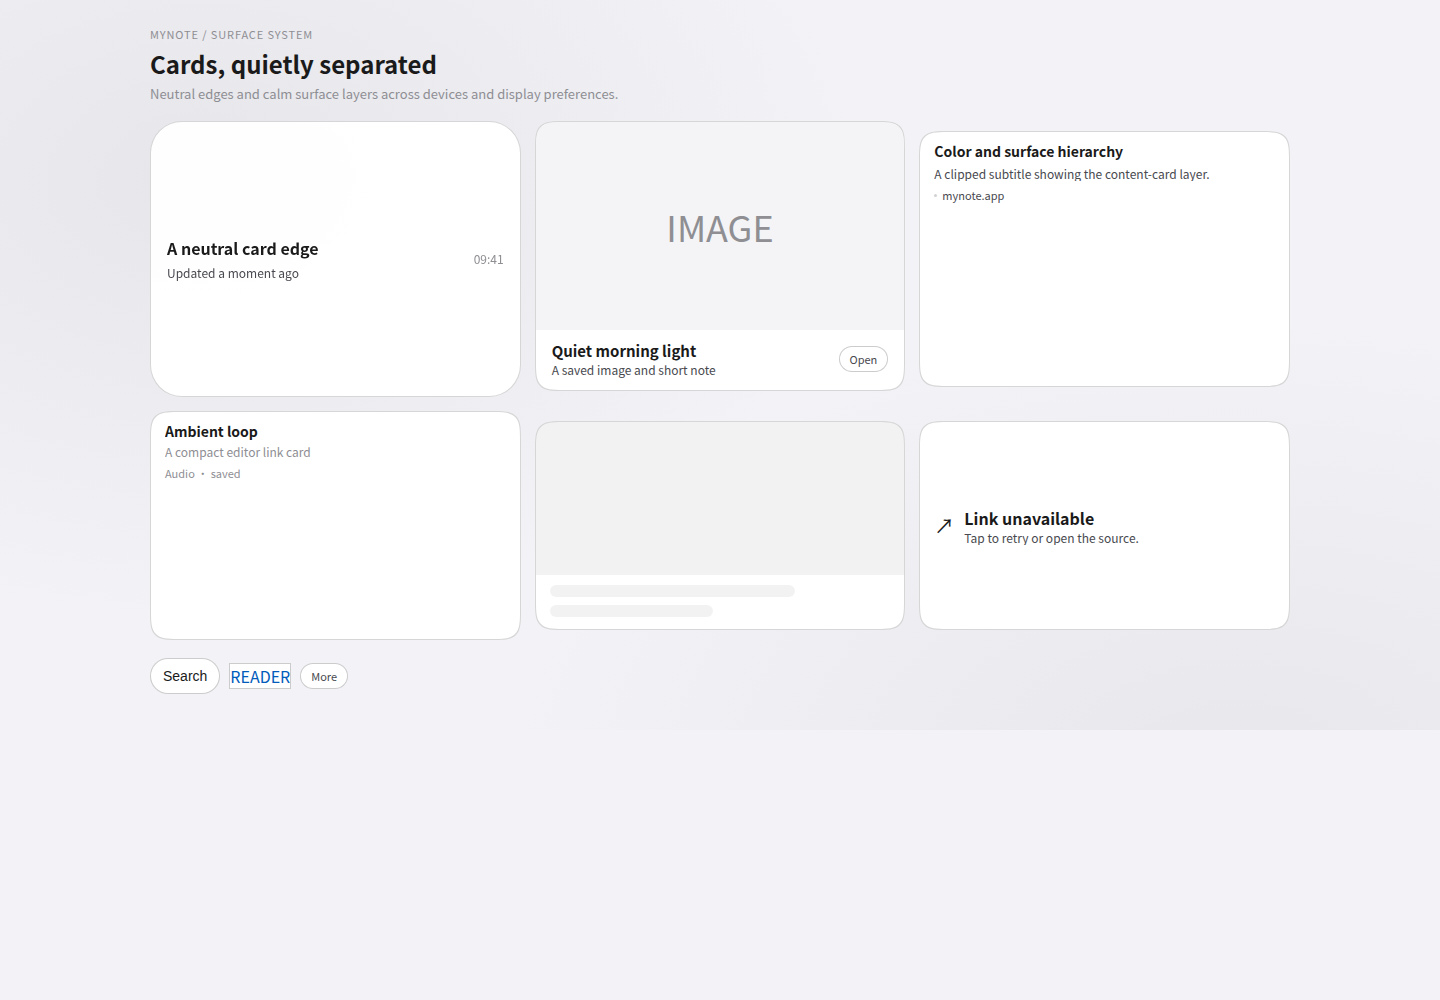 MYNOTE / SURFACE SYSTEM
Cards, quietly separated
Neutral edges and calm surface layers across devices and display preferences.
A neutral card edge
Updated a moment ago
09:41
IMAGE
Quiet morning light
A saved image and short note
Open
Color and surface hierarchy
A clipped subtitle showing the content-card layer.
mynote.app
Ambient loop
A compact editor link card
Audio • saved
Link unavailable
Tap to retry or open the source.
Search
READER
More